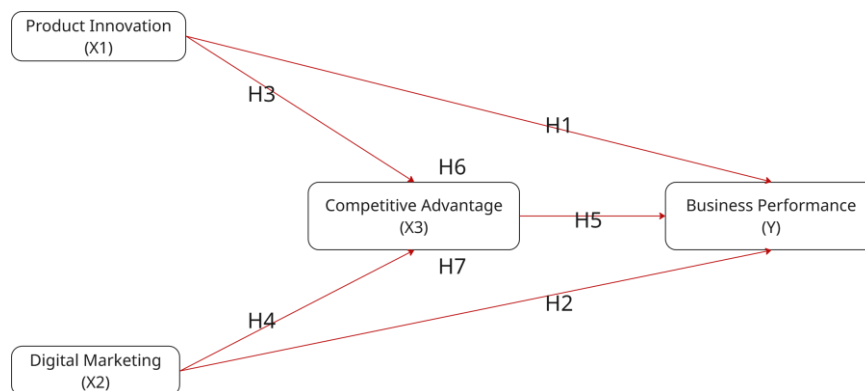 Product Innovation
(X1)
H3
H1
H6
Competitive Advantage
(X3)
Business Performance
(Y)
H5
H7
H4
H2
Digital Marketing
(X2)